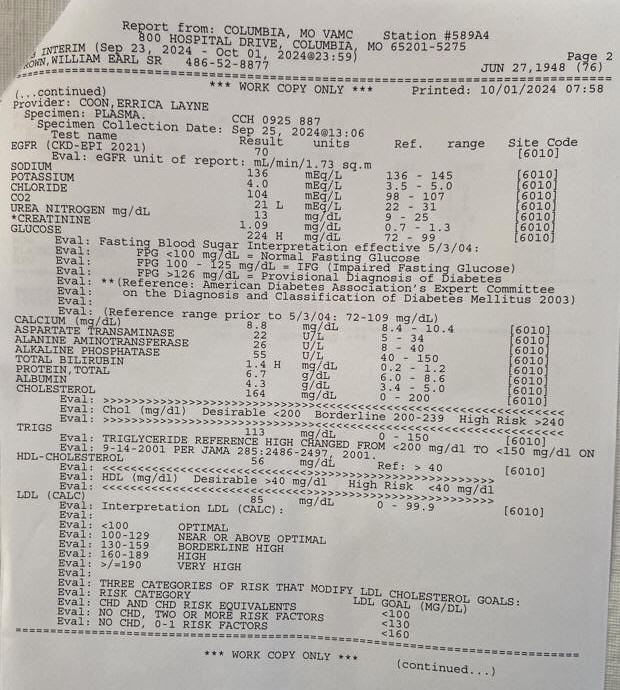 Report from: COLUMBIA, MO VAMC Station #589A4
800 HOSPITAL DRIVE, COLUMBIA, MO 65201-5275
INTERIM (Sep 23, 2024 - Oct 01, 2024@23:59) Page 2
ROWN,WILLIAM EARL SR 486-52-8877 JUN 27,1948 (76)
================================================================================
*** WORK COPY ONLY *** Printed: 10/01/2024 07:58
(...continued)
Provider: COON,ERRICA LAYNE
Specimen: PLASMA. CCH 0925 887
Specimen Collection Date: Sep 25, 2024@13:06
Test name Result units Ref. range Site Code
EGFR (CKD-EPI 2021) 70 [6010]
Eval: eGFR unit of report: mL/min/1.73 sq.m
SODIUM 136 mEq/L 136 - 145 [6010]
POTASSIUM 4.0 mEq/L 3.5 - 5.0 [6010]
CHLORIDE 104 mEq/L 98 - 107 [6010]
CO2 21 L mEq/L 22 - 31 [6010]
UREA NITROGEN mg/dL 13 mg/dL 9 - 25 [6010]
*CREATININE 1.09 mg/dL 0.7 - 1.3 [6010]
GLUCOSE 224 H mg/dL 72 - 99 [6010]
Eval: Fasting Blood Sugar Interpretation effective 5/3/04:
Eval: FPG <100 mg/dL = Normal Fasting Glucose
Eval: FPG 100 - 125 mg/dL = IFG (Impaired Fasting Glucose)
Eval: FPG >126 mg/dL = Provisional Diagnosis of Diabetes
Eval: **(Reference: American Diabetes Association's Expert Committee
Eval: on the Diagnosis and Classification of Diabetes Mellitus 2003)
Eval:
Eval: (Reference range prior to 5/3/04: 72-109 mg/dL)
CALCIUM (mg/dL) 8.8 mg/dL 8.4 - 10.4 [6010]
ASPARTATE TRANSAMINASE 22 U/L 5 - 34 [6010]
ALANINE AMINOTRANSFERASE 26 U/L 8 - 40 [6010]
ALKALINE PHOSPHATASE 55 U/L 40 - 150 [6010]
TOTAL BILIRUBIN 1.4 H mg/dL 0.2 - 1.2 [6010]
PROTEIN,TOTAL 6.7 g/dL 6.0 - 8.6 [6010]
ALBUMIN 4.3 g/dL 3.4 - 5.0 [6010]
CHOLESTEROL 164 mg/dL 0 - 200 [6010]
Eval: >>>>>>>>>>>>>>>>>>>>>>>>>>>>><<<<<<<<<<<<<<<<<<<<<<<<<<<<<<<
Eval: Chol (mg/dl) Desirable <200 Borderline 200-239 High Risk >240
Eval: >>>>>>>>>>>>>>>>>>>>>>>>>>>>><<<<<<<<<<<<<<<<<<<<<<<<<<<<<<<
TRIGS 113 mg/dL 0 - 150 [6010]
Eval: TRIGLYCERIDE REFERENCE HIGH CHANGED FROM <200 mg/dl TO <150 mg/dl ON
Eval: 9-14-2001 PER JAMA 285:2486-2497, 2001.
HDL-CHOLESTEROL 56 mg/dL Ref: > 40 [6010]
Eval: <<<<<<<<<<<<<<<<<<<<<<<<<>>>>>>>>>>>>>>>>>>>>>>>>>
Eval: HDL (mg/dl) Desirable >40 mg/dl High Risk <40 mg/dl
Eval: <<<<<<<<<<<<<<<<<<<<<<<<<>>>>>>>>>>>>>>>>>>>>>>>>>
LDL (CALC) 85 mg/dL 0 - 99.9 [6010]
Eval: Interpretation LDL (CALC):
Eval:
Eval: <100 OPTIMAL
Eval: 100-129 NEAR OR ABOVE OPTIMAL
Eval: 130-159 BORDERLINE HIGH
Eval: 160-189 HIGH
Eval: >/=190 VERY HIGH
Eval:
Eval: THREE CATEGORIES OF RISK THAT MODIFY LDL CHOLESTEROL GOALS:
Eval: RISK CATEGORY LDL GOAL (MG/DL)
Eval: CHD AND CHD RISK EQUIVALENTS <100
Eval: NO CHD, TWO OR MORE RISK FACTORS <130
Eval: NO CHD, 0-1 RISK FACTORS <160
================================================================================
*** WORK COPY ONLY *** (continued...)